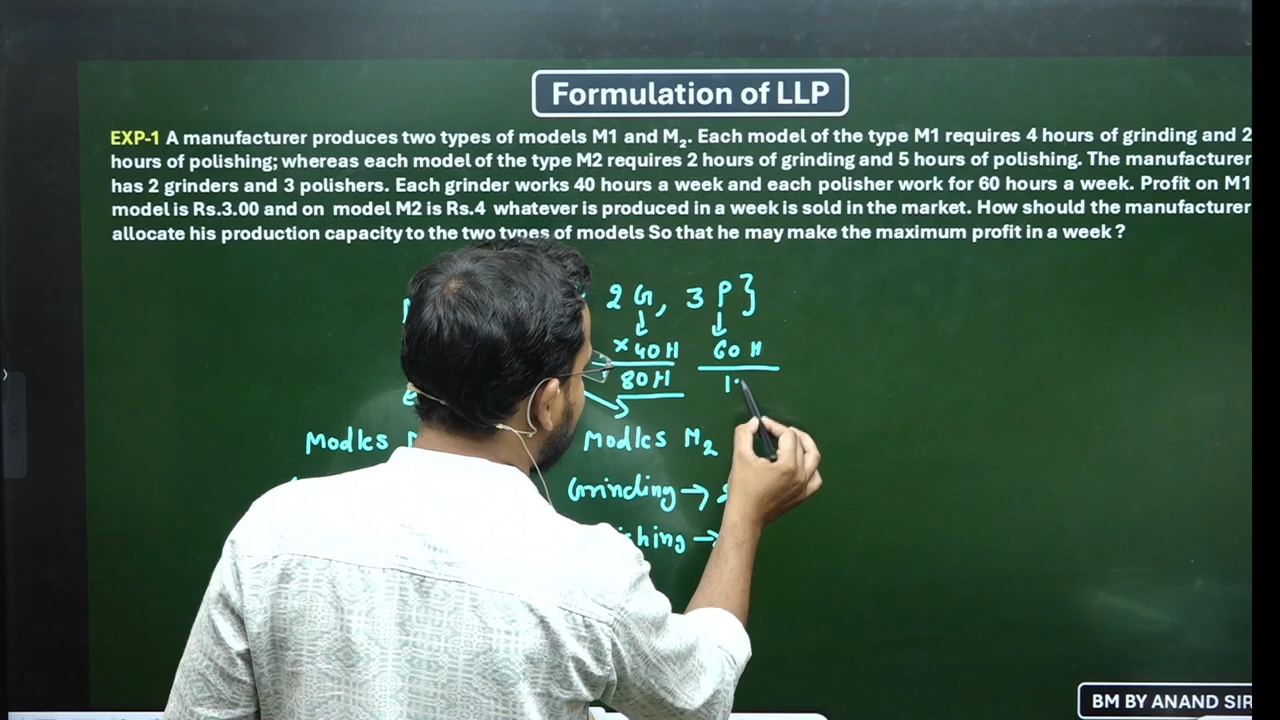 Formulation of LLP
EXP-1 A manufacturer produces two types of models M1 and M₂. Each model of the type M1 requires 4 hours of grinding and 2
hours of polishing; whereas each model of the type M2 requires 2 hours of grinding and 5 hours of polishing. The manufacturer
has 2 grinders and 3 polishers. Each grinder works 40 hours a week and each polisher work for 60 hours a week. Profit on M1
model is Rs.3.00 and on model M2 is Rs.4 whatever is produced in a week is sold in the market. How should the manufacturer
allocate his production capacity to the two types of models So that he may make the maximum profit in a week ?
2 G, 3 P}
×40H 60 H
80H
Modles Modles M₂
Grinding →
BM BY ANAND SIR